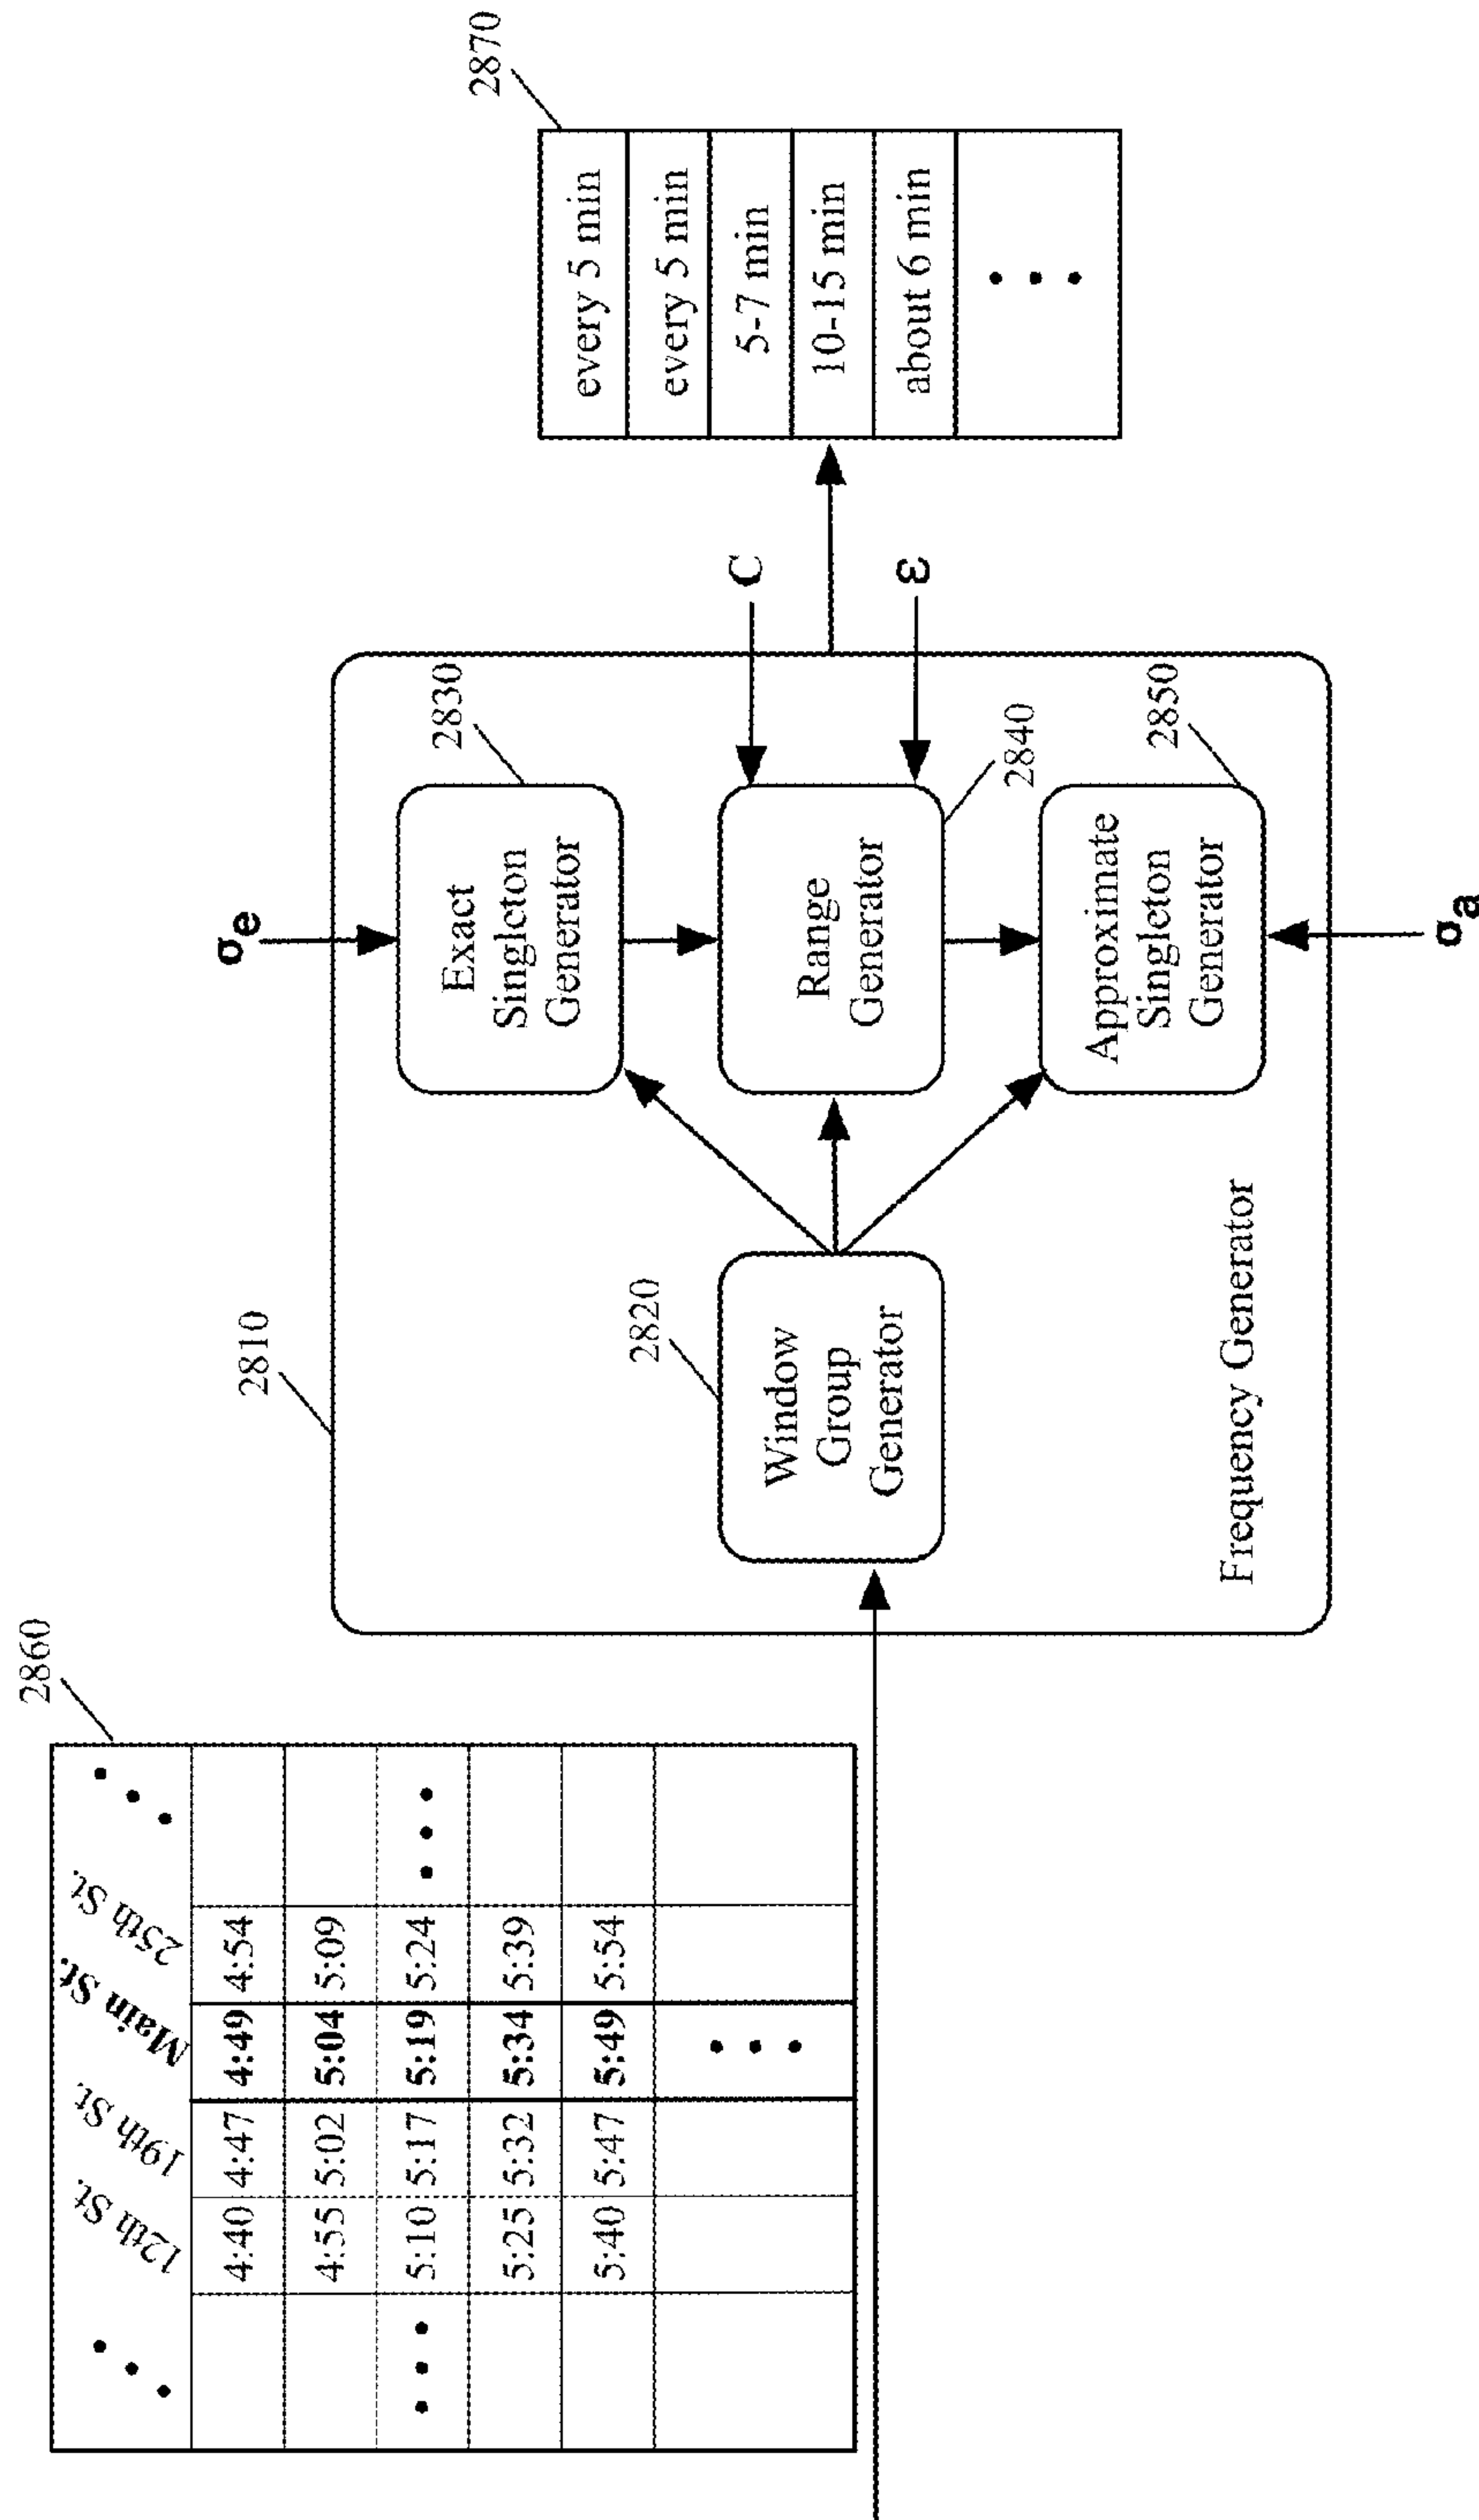 2860
12th St. 19th St. Main St. 25th St.
4:40 4:47 4:49 4:54
4:55 5:02 5:04 5:09
5:10 5:17 5:19 5:24
5:25 5:32 5:34 5:39
5:40 5:47 5:49 5:54
2810
2820
Window
Group
Generator
Frequency Generator
σe
2830
Exact
Singleton
Generator
C
Range
Generator
ε
2840
2850
Approximate
Singleton
Generator
σa
2870
every 5 min
every 5 min
5-7 min
10-15 min
about 6 min